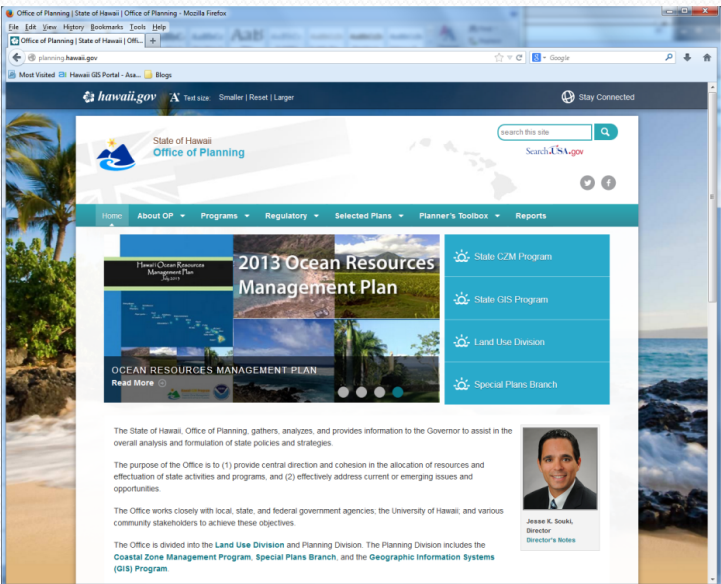 Office of Planning | State of Hawaii | Office of Planning - Mozilla Firefox
File Edit View History Bookmarks Tools Help
Office of Planning | State of Hawaii | Offi...
planning.hawaii.gov
Google
Most Visited
Hawaii GIS Portal - Asa...
Blogs
hawaii.gov
A Text size: Smaller | Reset | Larger
Stay Connected
State of Hawaii
Office of Planning
search this site
Search.USA.gov
Home
About OP
Programs
Regulatory
Selected Plans
Planner's Toolbox
Reports
Hawaii Ocean Resources
Management Plan
July 2013
2013 Ocean Resources
Management Plan
OCEAN RESOURCES MANAGEMENT PLAN
Read More
State CZM Program
State GIS Program
Land Use Division
Special Plans Branch
The State of Hawaii, Office of Planning, gathers, analyzes, and provides information to the Governor to assist in the
overall analysis and formulation of state policies and strategies.
The purpose of the Office is to (1) provide central direction and cohesion in the allocation of resources and
effectuation of state activities and programs, and (2) effectively address current or emerging issues and
opportunities.
The Office works closely with local, state, and federal government agencies; the University of Hawaii; and various
community stakeholders to achieve these objectives.
The Office is divided into the Land Use Division and Planning Division. The Planning Division includes the
Coastal Zone Management Program, Special Plans Branch, and the Geographic Information Systems
(GIS) Program.
Jesse K. Souki,
Director
Director's Notes